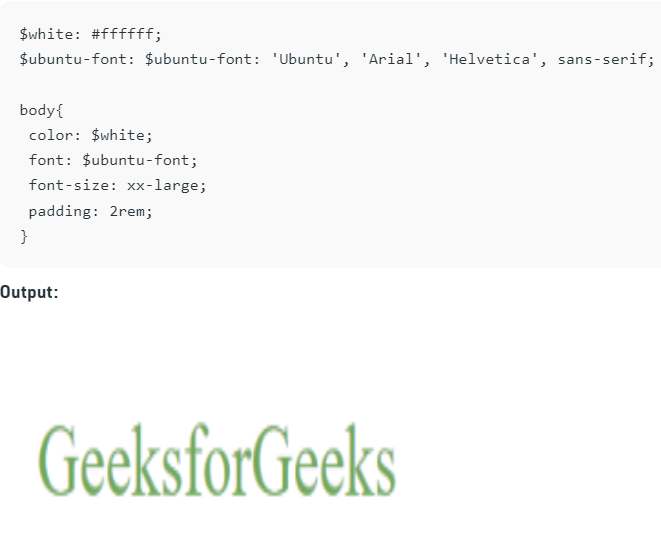 $white: #ffffff;
$ubuntu-font: $ubuntu-font: 'Ubuntu', 'Arial', 'Helvetica', sans-serif;
body{
color: $white;
font: $ubuntu-font;
font-size: xx-large;
padding: 2rem;
}
Output:
GeeksforGeeks